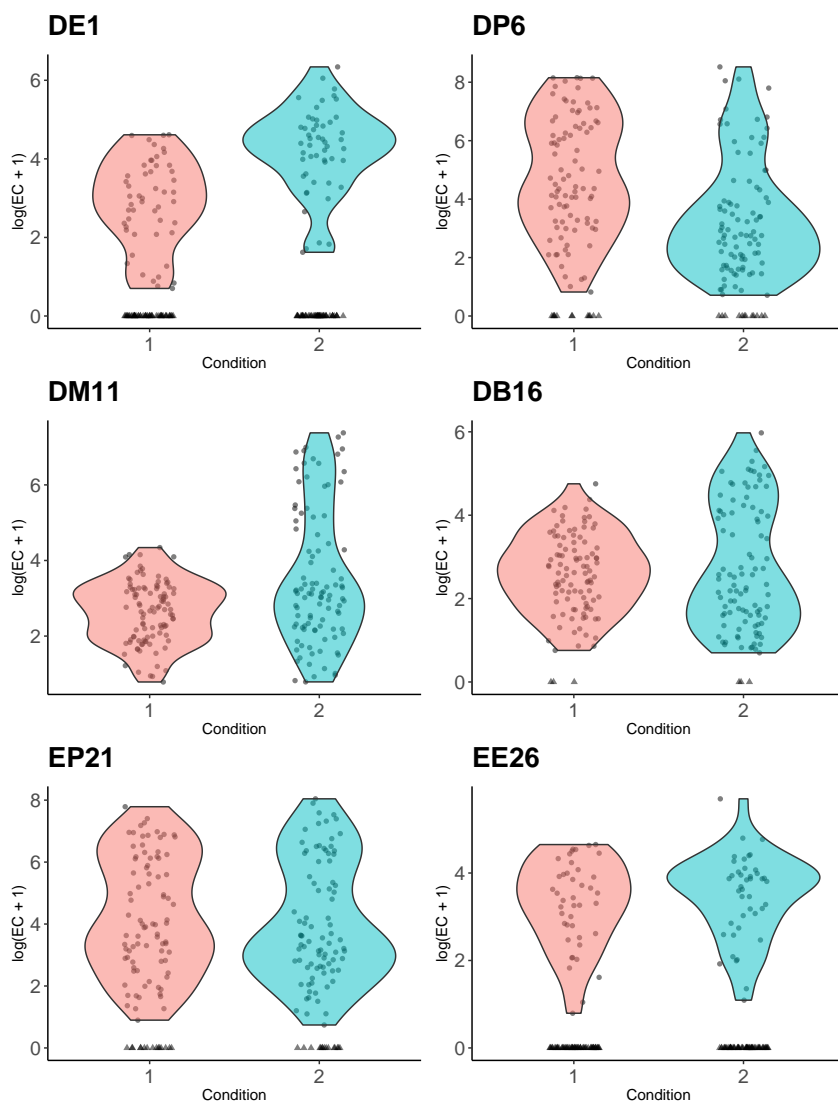 DE1
log(EC + 1)
6
4
2
0
1
2
Condition
DP6
log(EC + 1)
8
6
4
2
0
1
2
Condition
DM11
log(EC + 1)
6
4
2
1
2
Condition
DB16
log(EC + 1)
6
4
2
0
1
2
Condition
EP21
log(EC + 1)
8
6
4
2
0
1
2
Condition
EE26
log(EC + 1)
4
2
0
1
2
Condition